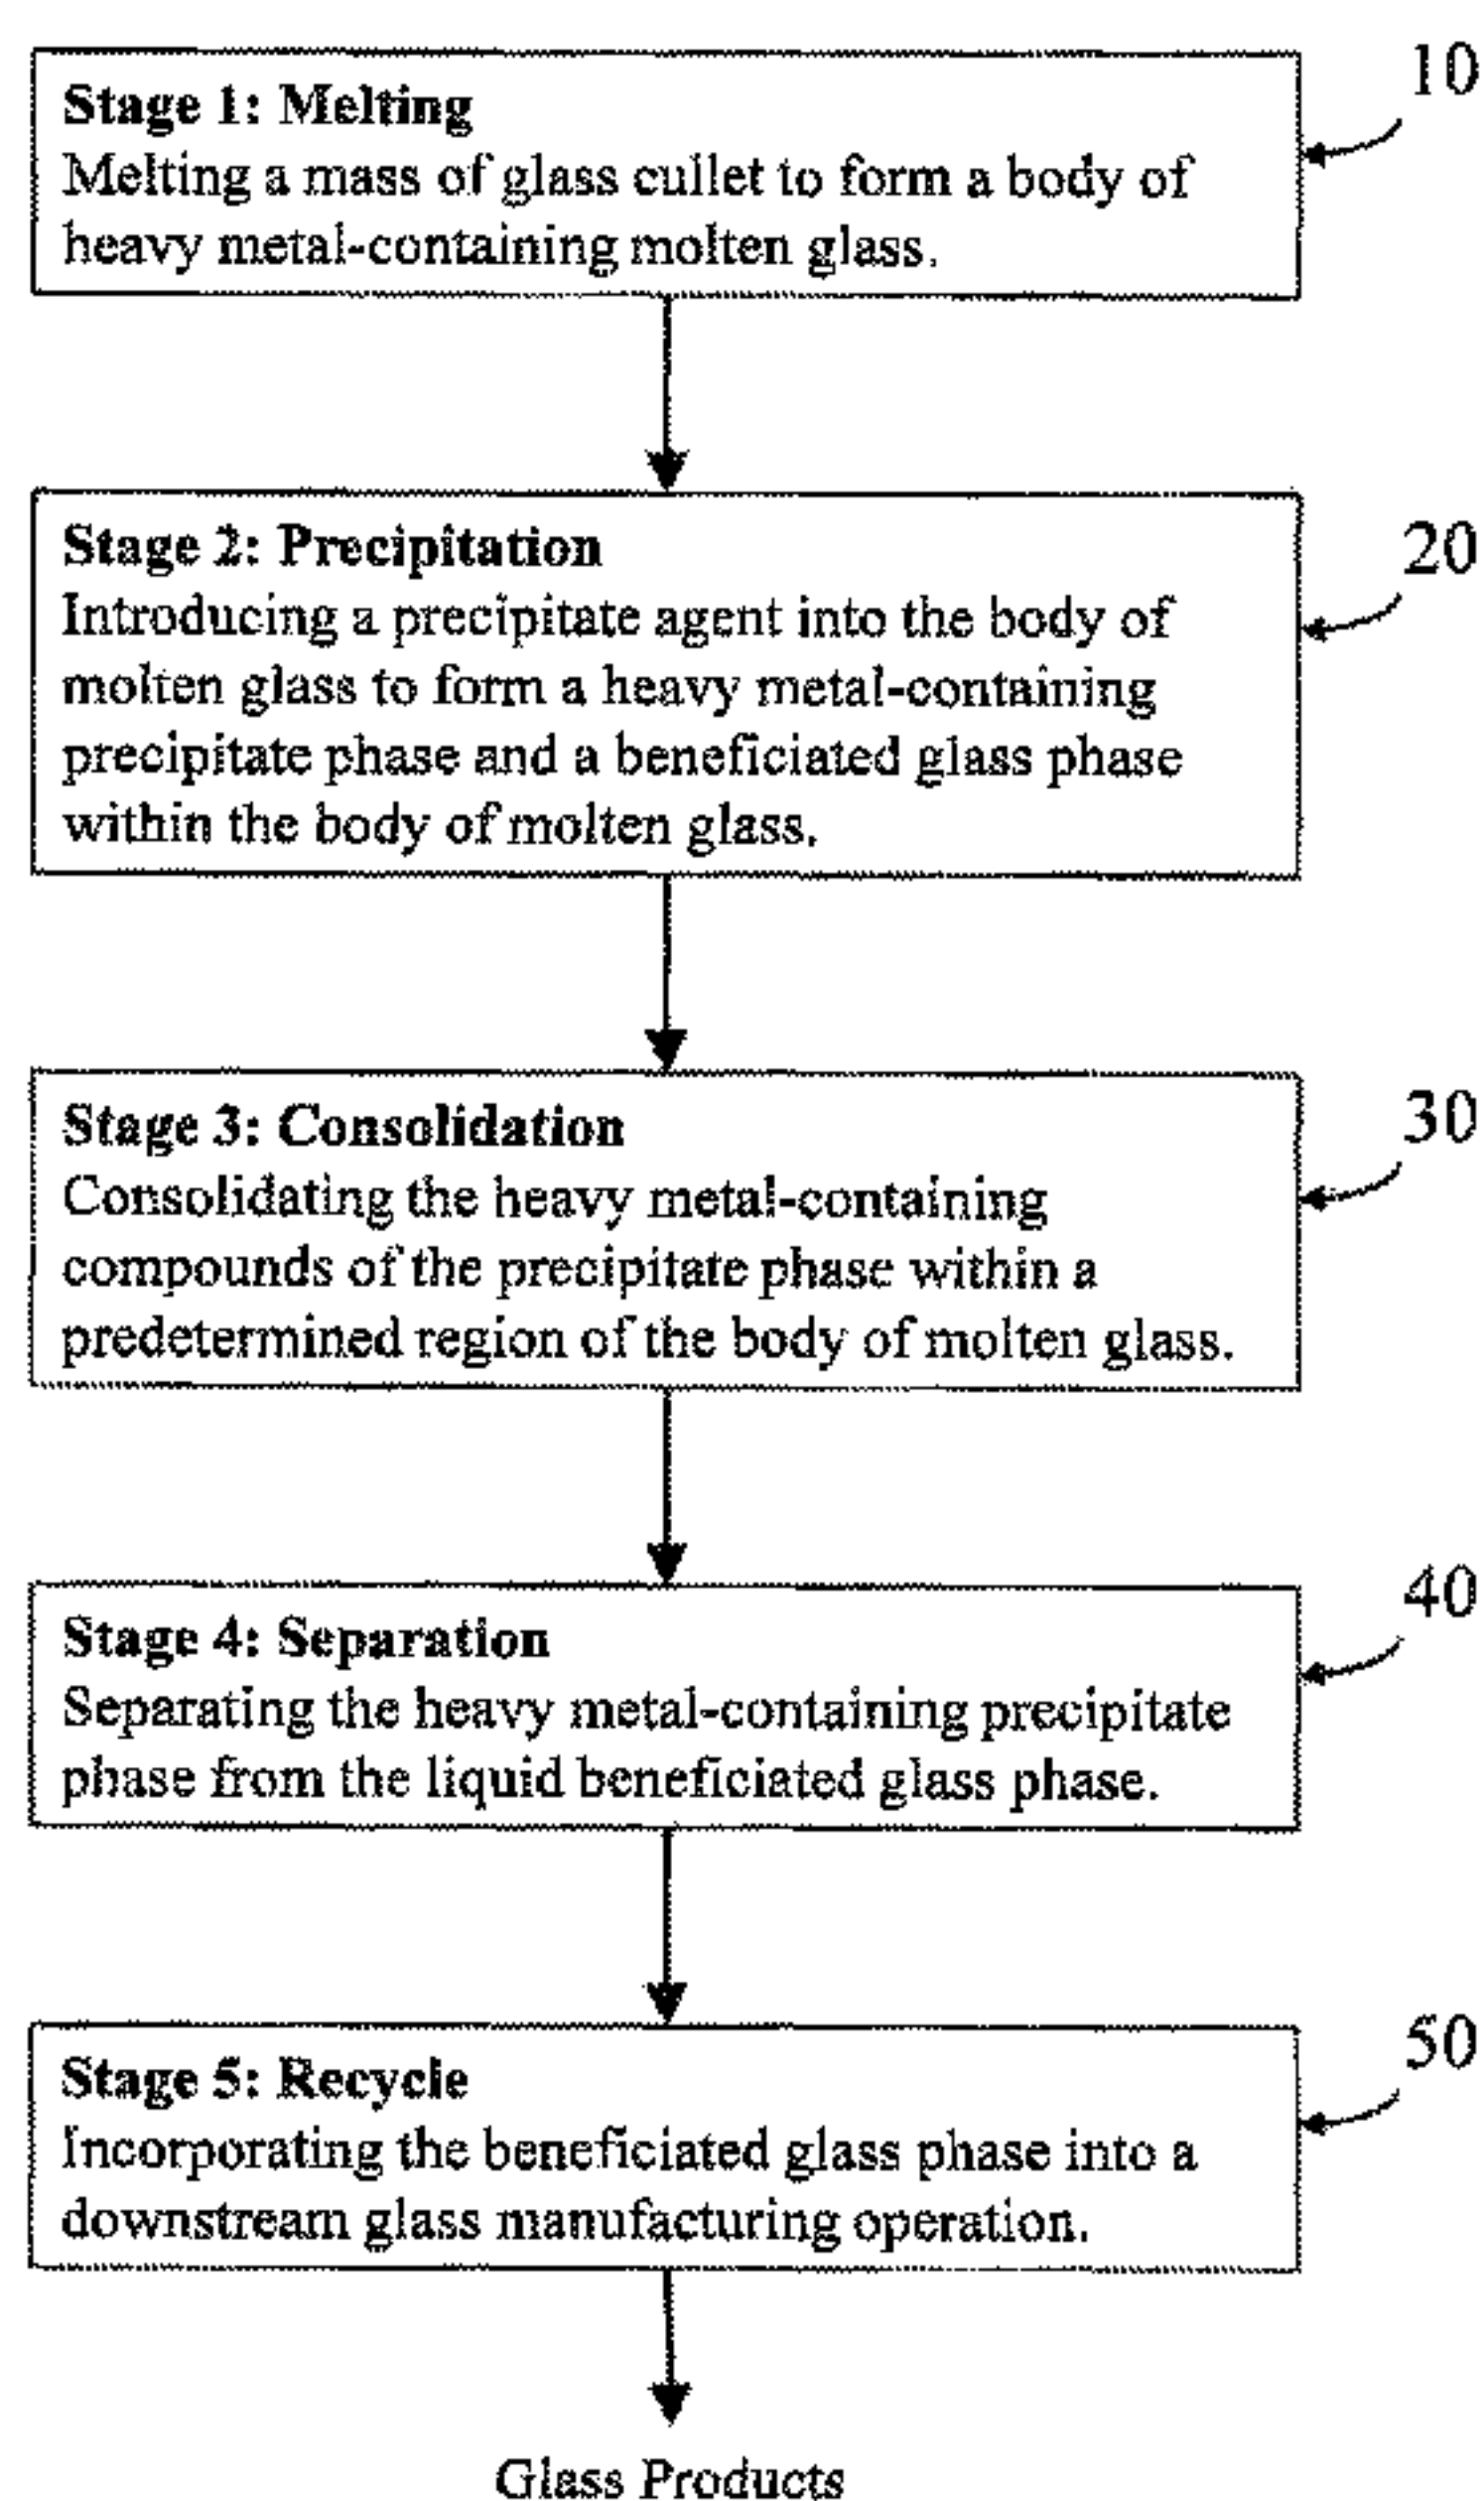 10
Stage 1: Melting
Melting a mass of glass cullet to form a body of
heavy metal-containing molten glass.
20
Stage 2: Precipitation
Introducing a precipitate agent into the body of
molten glass to form a heavy metal-containing
precipitate phase and a beneficiated glass phase
within the body of molten glass.
30
Stage 3: Consolidation
Consolidating the heavy metal-containing
compounds of the precipitate phase within a
predetermined region of the body of molten glass.
40
Stage 4: Separation
Separating the heavy metal-containing precipitate
phase from the liquid beneficiated glass phase.
50
Stage 5: Recycle
Incorporating the beneficiated glass phase into a
downstream glass manufacturing operation.
Glass Products